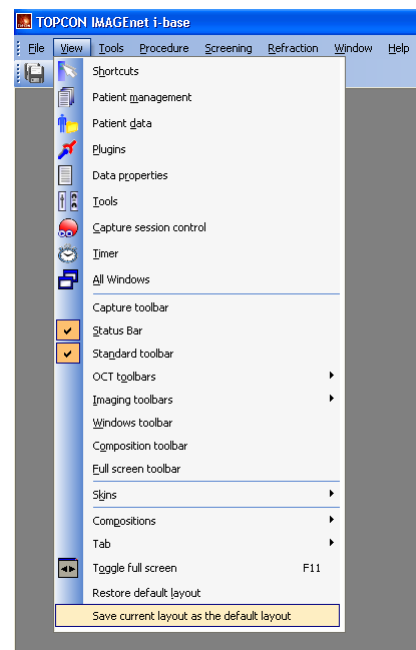 TOPCON IMAGEnet i-base
File View Tools Procedure Screening Refraction Window Help
Shortcuts
Patient management
Patient data
Plugins
Data properties
Tools
Capture session control
Timer
All Windows
Capture toolbar
Status Bar
Standard toolbar
OCT toolbars
Imaging toolbars
Windows toolbar
Composition toolbar
Full screen toolbar
Skins
Compositions
Tab
Toggle full screen F11
Restore default layout
Save current layout as the default layout